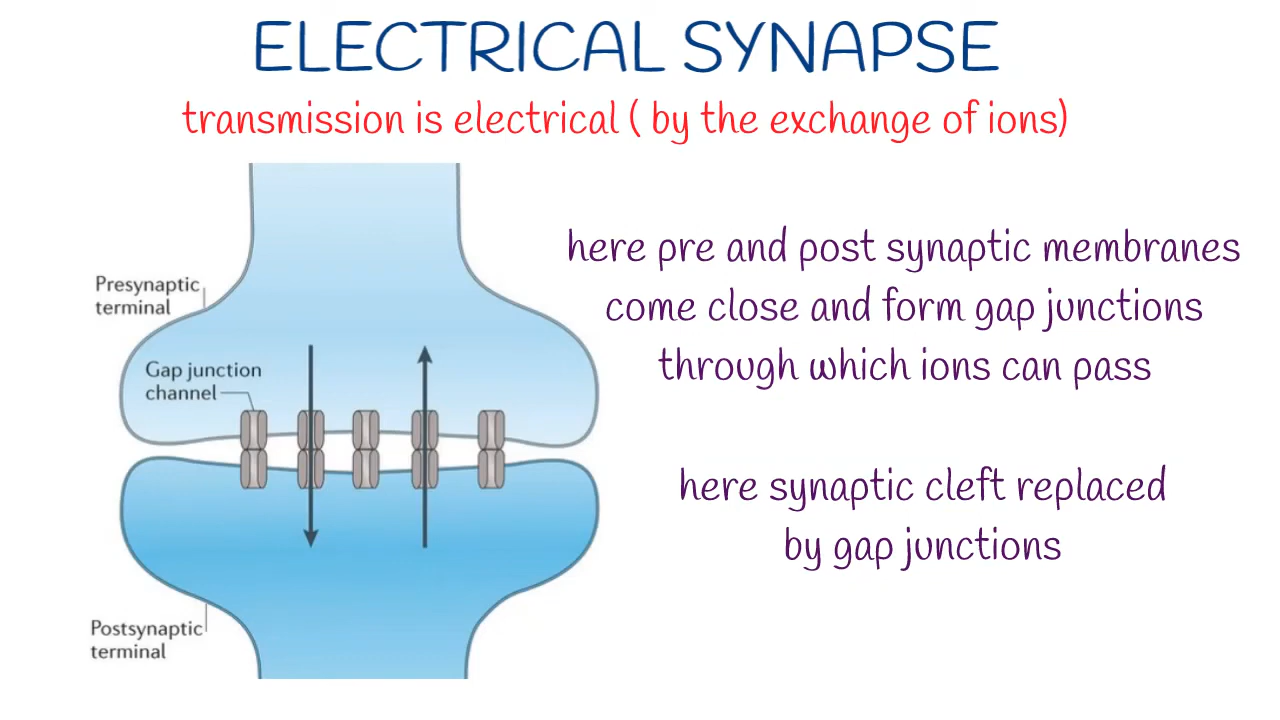 ELECTRICAL SYNAPSE
transmission is electrical ( by the exchange of ions)
here pre and post synaptic membranes
come close and form gap junctions
through which ions can pass
here synaptic cleft replaced
by gap junctions
Presynaptic
terminal
Gap junction
channel
Postsynaptic
terminal